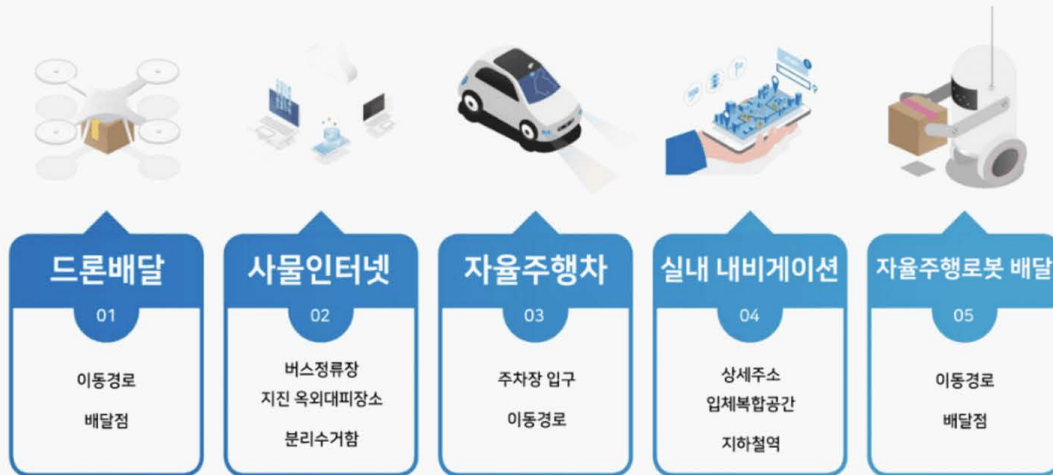 드론배달
01
이동경로
배달점
사물인터넷
02
버스정류장
지진 옥외대피장소
분리수거함
자율주행차
03
주차장 입구
이동경로
실내 내비게이션
04
상세주소
입체복합공간
지하철역
자율주행로봇 배달
05
이동경로
배달점